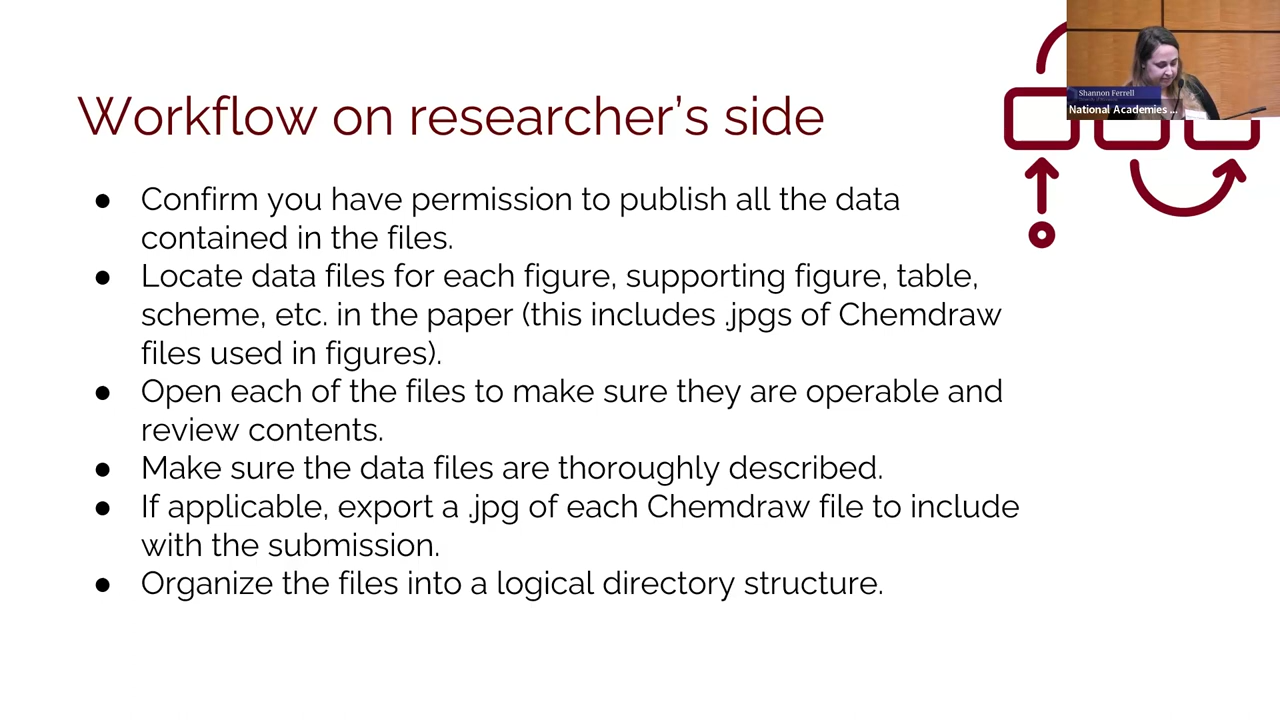 Workflow on researcher's side
● Confirm you have permission to publish all the data
contained in the files.
● Locate data files for each figure, supporting figure, table,
scheme, etc. in the paper (this includes .jpgs of Chemdraw
files used in figures).
● Open each of the files to make sure they are operable and
review contents.
● Make sure the data files are thoroughly described.
● If applicable, export a .jpg of each Chemdraw file to include
with the submission.
● Organize the files into a logical directory structure.
Shannon Ferrell
National Academies ...